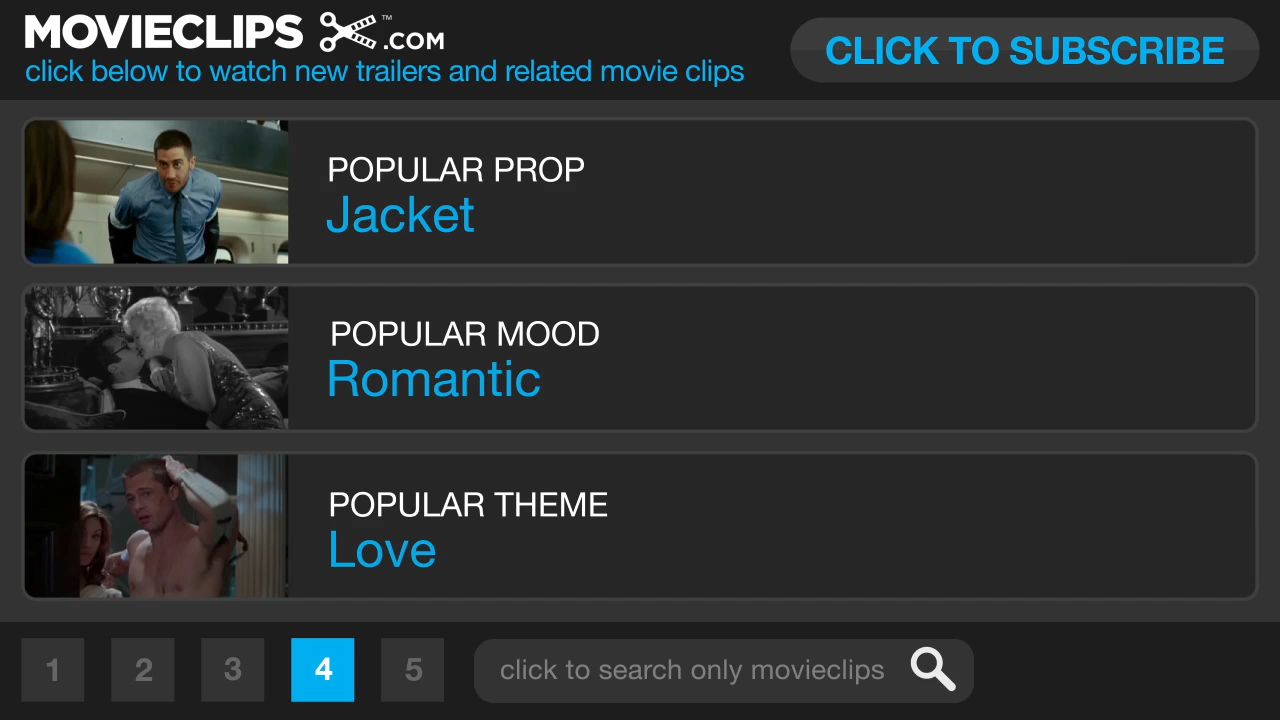 MOVIECLIPS ™ .COM
click below to watch new trailers and related movie clips
CLICK TO SUBSCRIBE
POPULAR PROP
Jacket
POPULAR MOOD
Romantic
POPULAR THEME
Love
1 2 3 4 5
click to search only movieclips